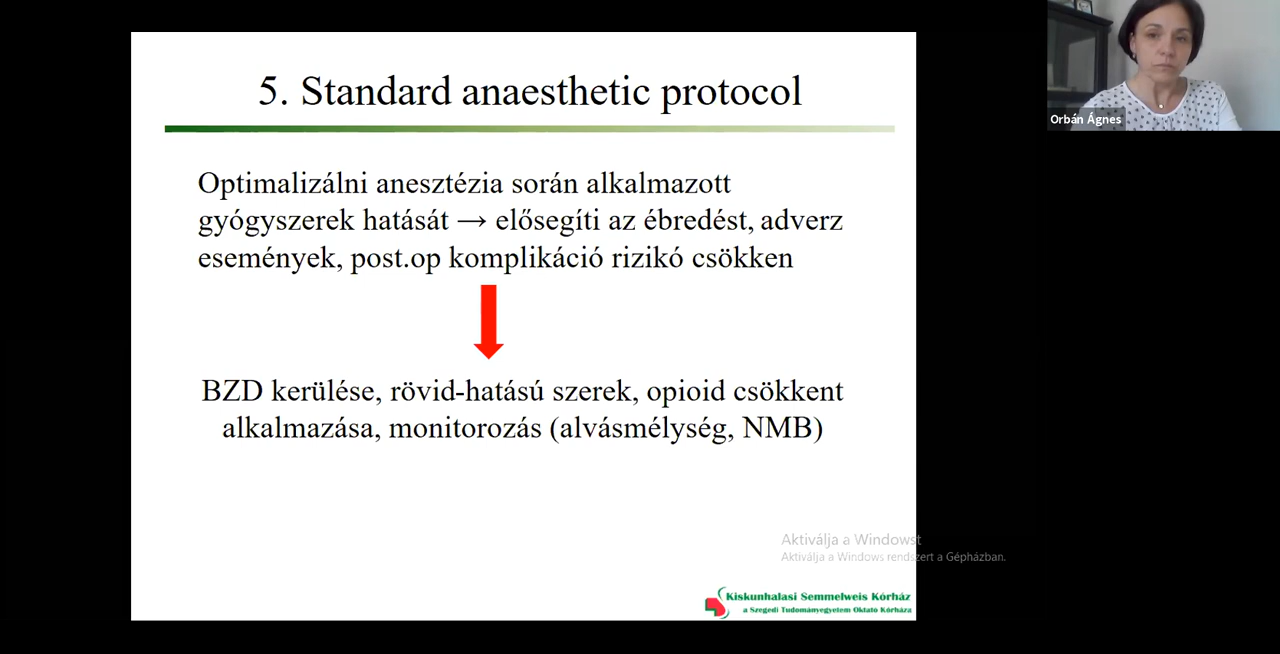 5. Standard anaesthetic protocol
Optimalizálni anesztézia során alkalmazott
gyógyszerek hatását → elősegíti az ébredést, adverz
események, post.op komplikáció rizikó csökken
BZD kerülése, rövid-hatású szerek, opioid csökkent
alkalmazása, monitorozás (alvásmélység, NMB)
Orbán Ágnes
Aktiválja a Windowst
Aktiválja a Windows rendszert a Gépházban.
Kiskunhalasi Semmelweis Kórház
a Szegedi Tudományegyetem Oktató Kórháza